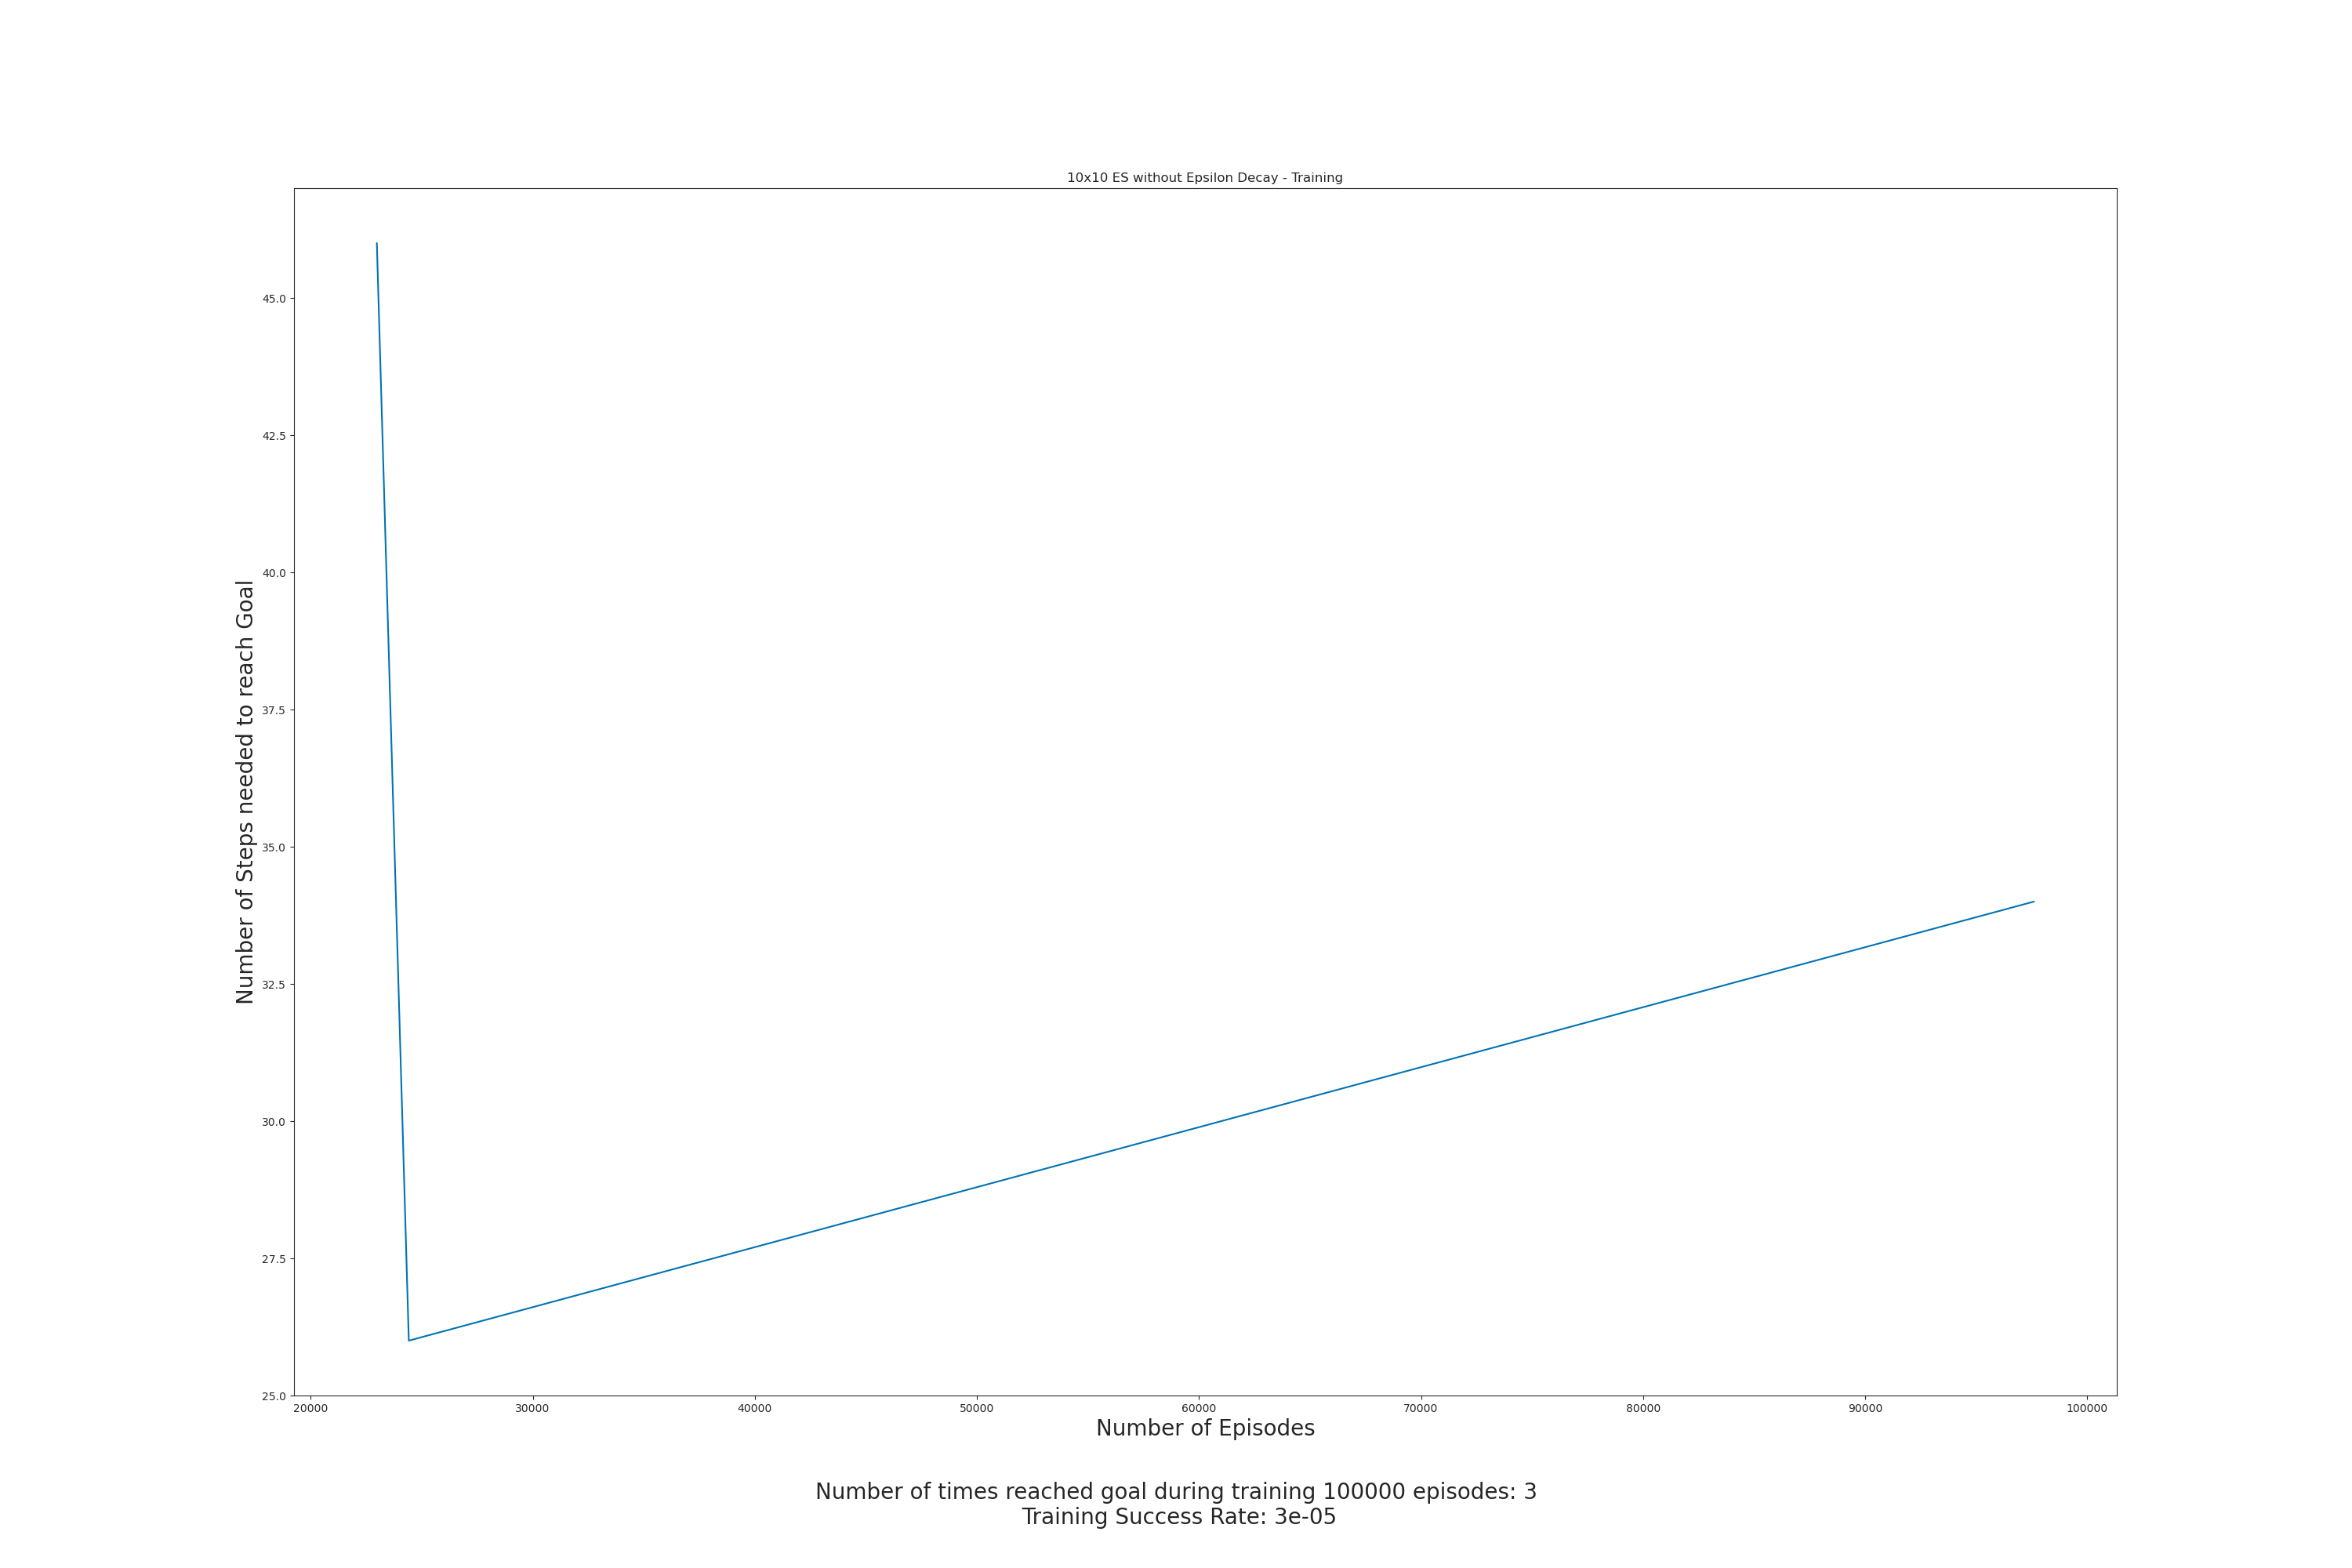 10x10 ES without Epsilon Decay - Training
45.0
42.5
40.0
37.5
35.0
32.5
30.0
27.5
25.0
Number of Steps needed to reach Goal
20000 30000 40000 50000 60000 70000 80000 90000 100000
Number of Episodes
Number of times reached goal during training 100000 episodes: 3
Training Success Rate: 3e-05